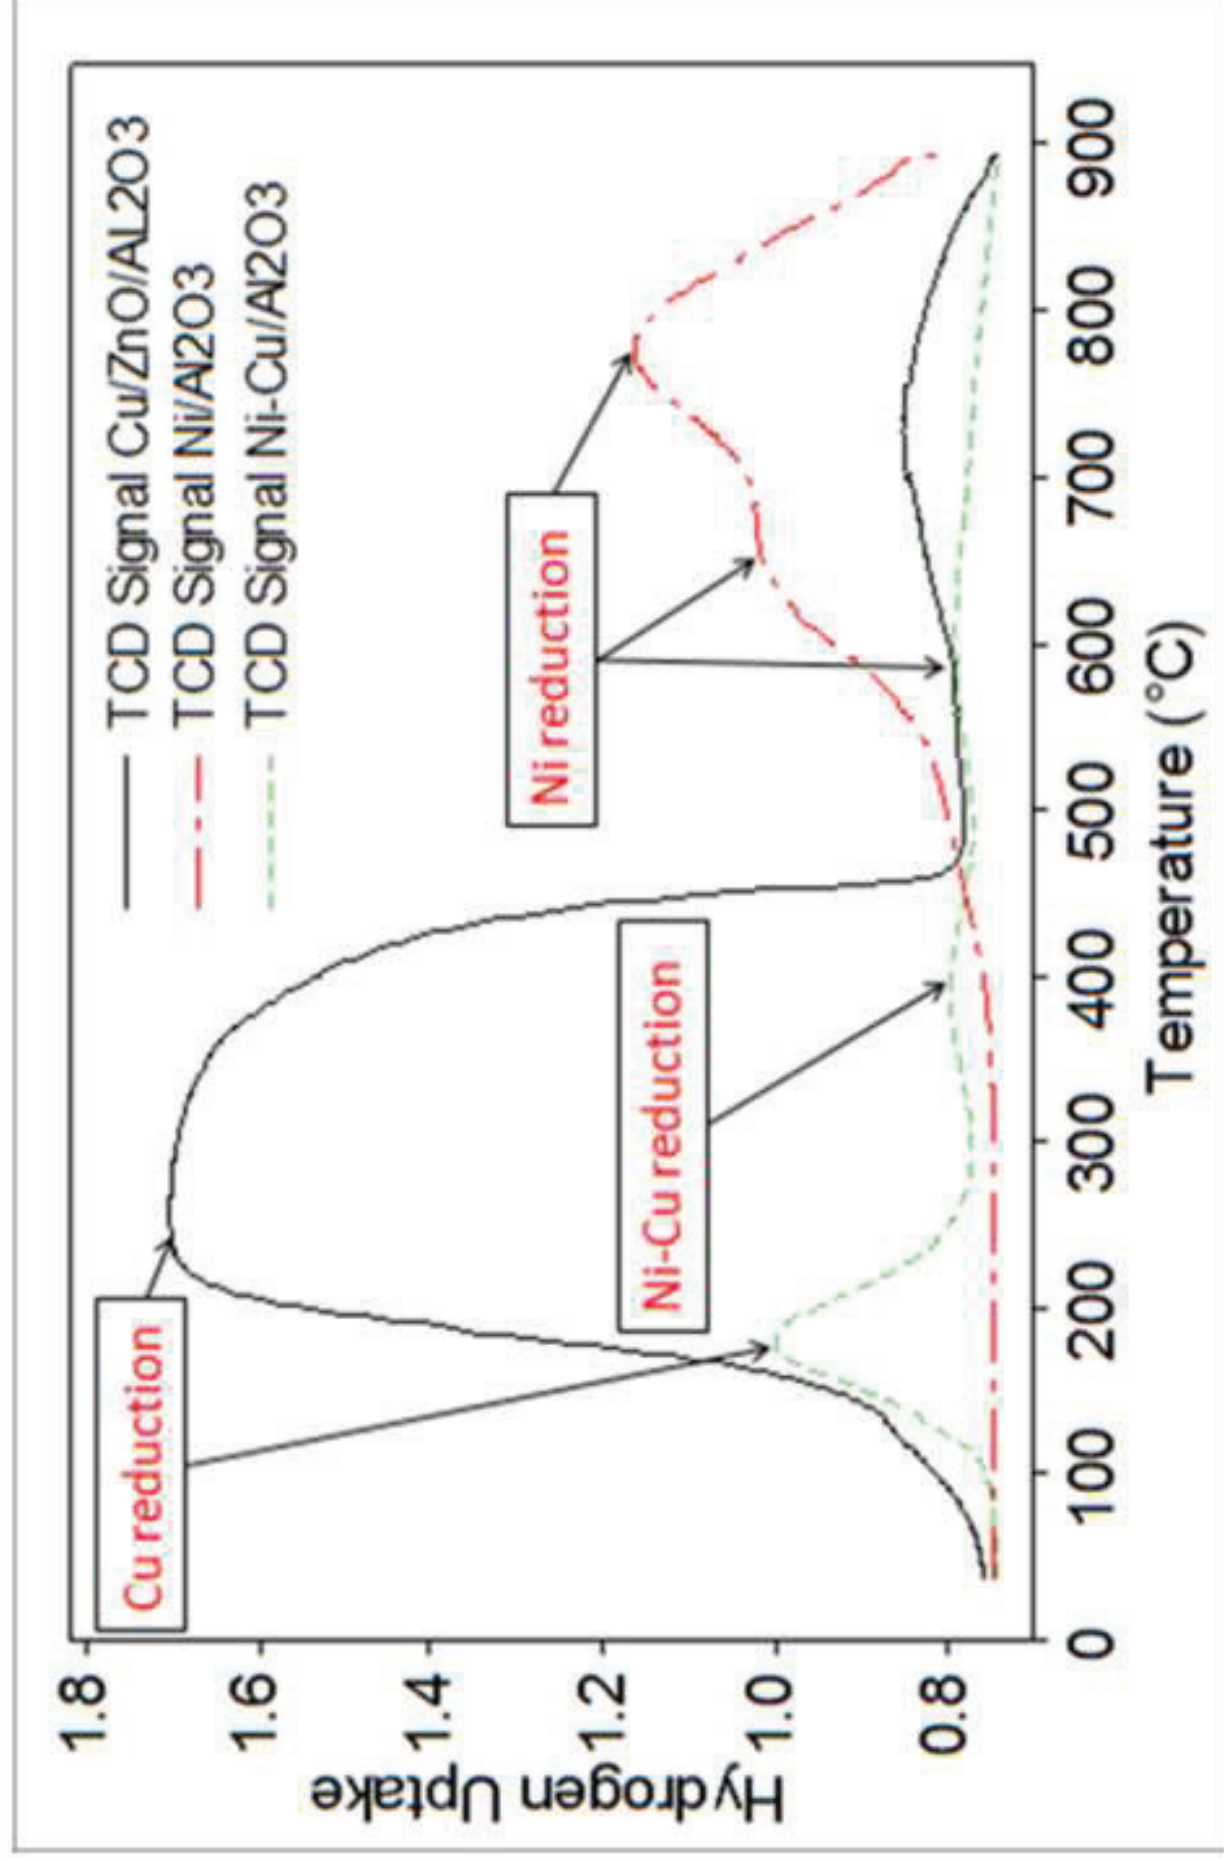 TCD Signal Cu/ZnO/AL2O3
TCD Signal Ni/Al2O3
TCD Signal Ni-Cu/Al2O3
Cu reduction
Ni reduction
Ni-Cu reduction
Hydrogen Uptake
1.8
1.6
1.4
1.2
1.0
0.8
0
100
200
300
400
500
600
700
800
900
Temperature (°C)